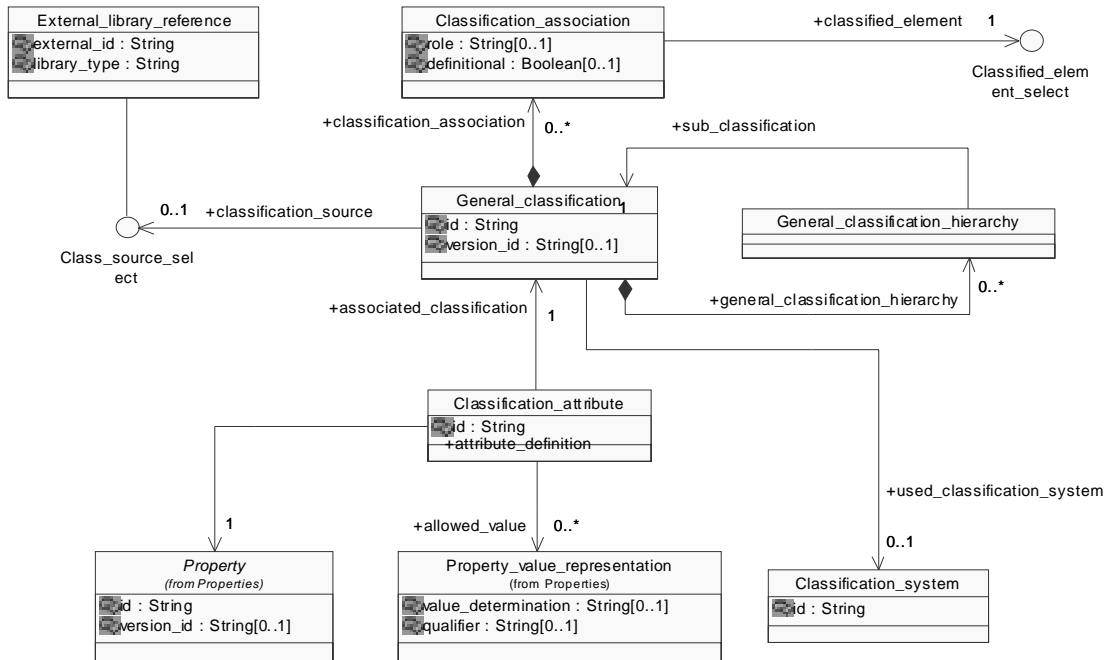 External_library_reference
external_id : String
library_type : String
Classification_association
role : String[0..1]
definitional : Boolean[0..1]
+classified_element
1
Classified_elem
ent_select
+classification_association
0..*
+sub_classification
General_classification
1
id : String
version_id : String[0..1]
0..1
+classification_source
Class_source_sel
ect
General_classification_hierarchy
+general_classification_hierarchy
0..*
+associated_classification
1
Classification_attribute
id : String
+attribute_definition
+used_classification_system
0..1
1
+allowed_value
0..*
Property
(from Properties)
id : String
version_id : String[0..1]
Property_value_representation
(from Properties)
value_determination : String[0..1]
qualifier : String[0..1]
Classification_system
id : String